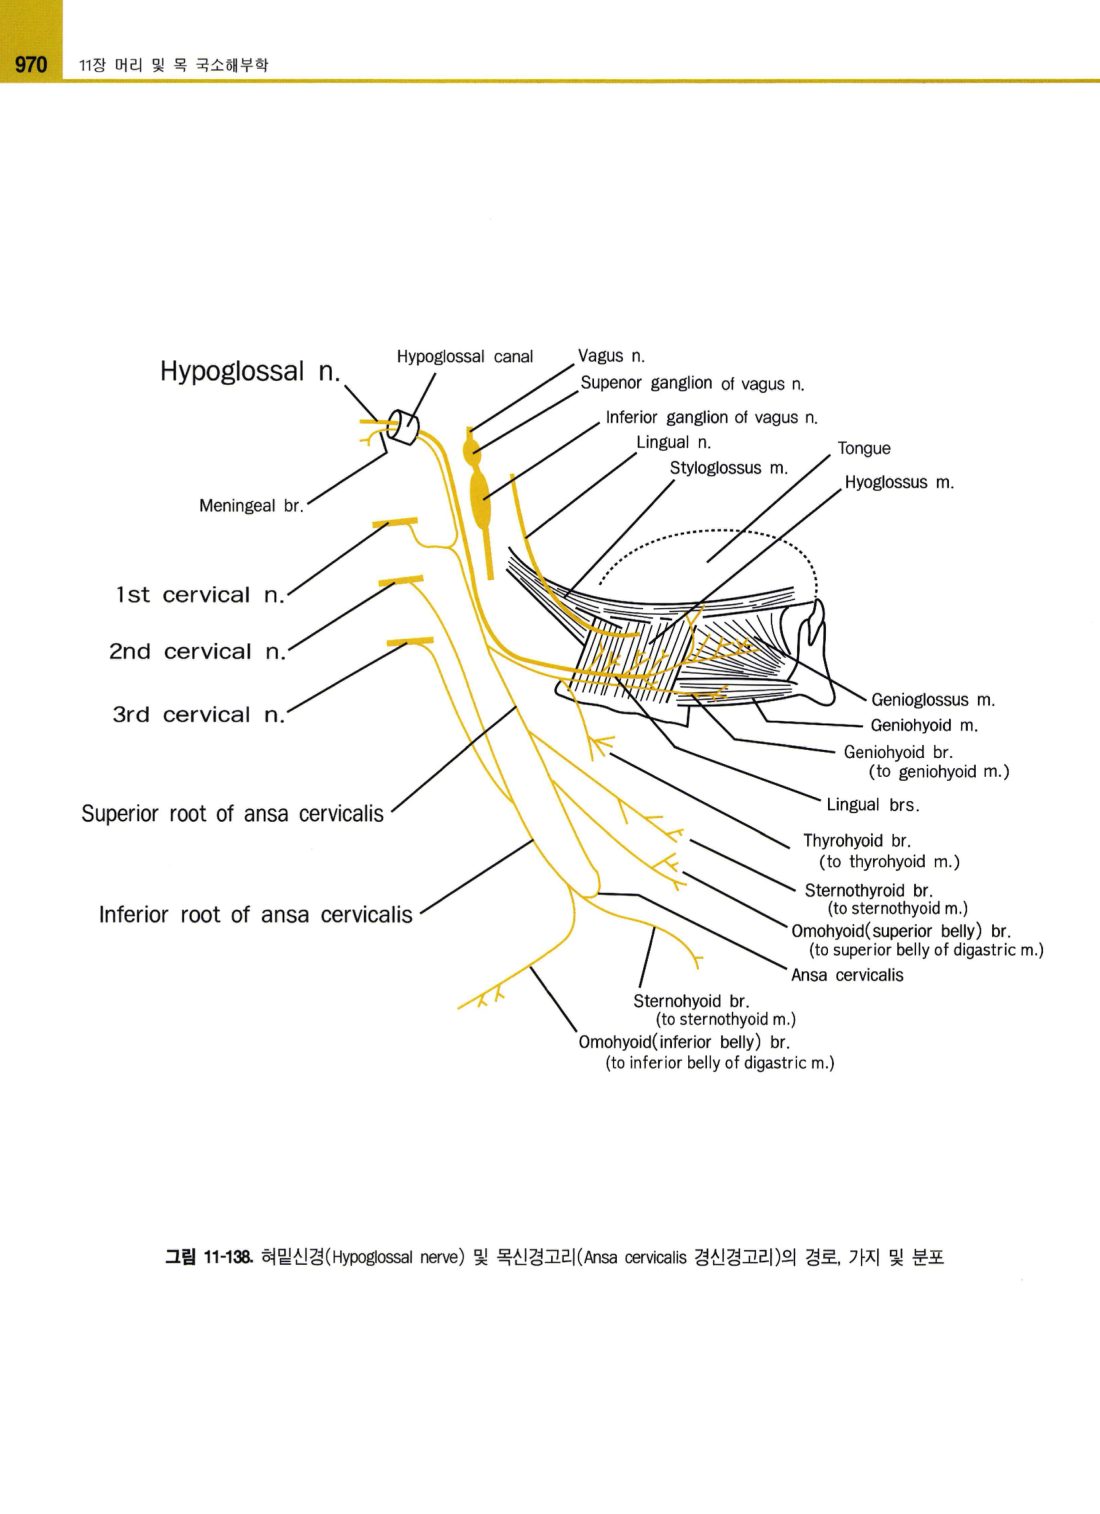 970
11장 머리 및 목 국소해부학
Hypoglossal n.
Hypoglossal canal
Vagus n.
Supenor ganglion of vagus n.
Inferior ganglion of vagus n.
Lingual n.
Tongue
Styloglossus m.
Hyoglossus m.
Meningeal br.
1st cervical n.
2nd cervical n.
3rd cervical n.
Genioglossus m.
Geniohyoid m.
Geniohyoid br.
(to geniohyoid m.)
Lingual brs.
Superior root of ansa cervicalis
Thyrohyoid br.
(to thyrohyoid m.)
Sternothyroid br.
(to sternothyoid m.)
Inferior root of ansa cervicalis
Omohyoid(superior belly) br.
(to superior belly of digastric m.)
Ansa cervicalis
Sternohyoid br.
(to sternothyoid m.)
Omohyoid(inferior belly) br.
(to inferior belly of digastric m.)
그림 11-138. 혀밑신경(Hypoglossal nerve) 및 목신경고리(Ansa cervicalis 경신경고리)의 경로, 가지 및 분포